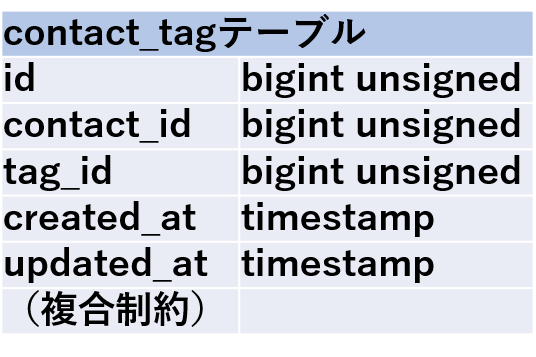 contact_tagテーブル
id bigint unsigned
contact_id bigint unsigned
tag_id bigint unsigned
created_at timestamp
updated_at timestamp
（複合制約）